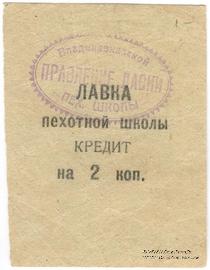 Владикавказской
ПРАВЛЕНИЕ ЛАВКИ
ПЕХ. ШКОЛЫ
ЛАВКА
пехотной школы
КРЕДИТ
на 2 коп.